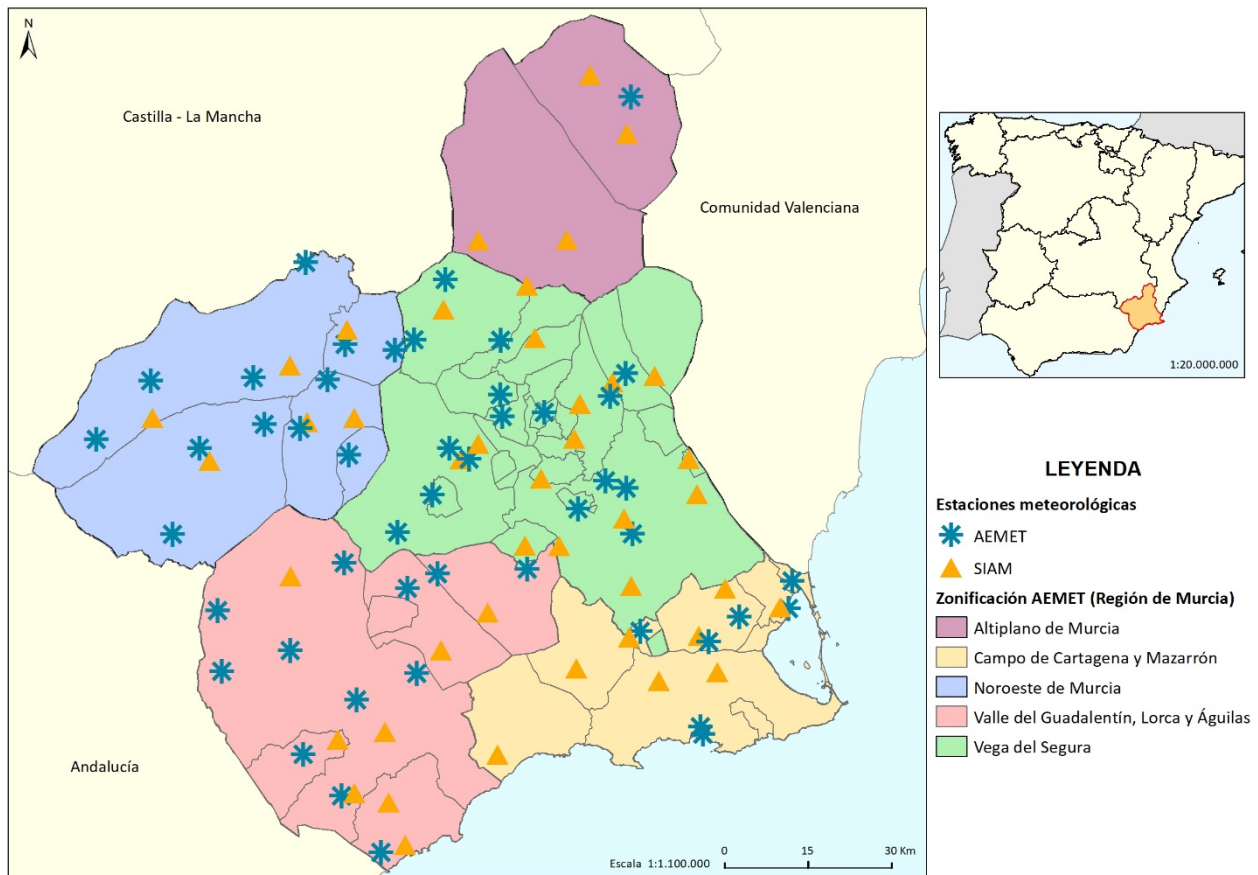 N
Castilla - La Mancha
Comunidad Valenciana
Andalucía
Escala 1:1.100.000
0 15 30 Km
1:20.000.000
LEYENDA
Estaciones meteorológicas
AEMET
SIAM
Zonificación AEMET (Región de Murcia)
Altiplano de Murcia
Campo de Cartagena y Mazarrón
Noroeste de Murcia
Valle del Guadalentín, Lorca y Águilas
Vega del Segura